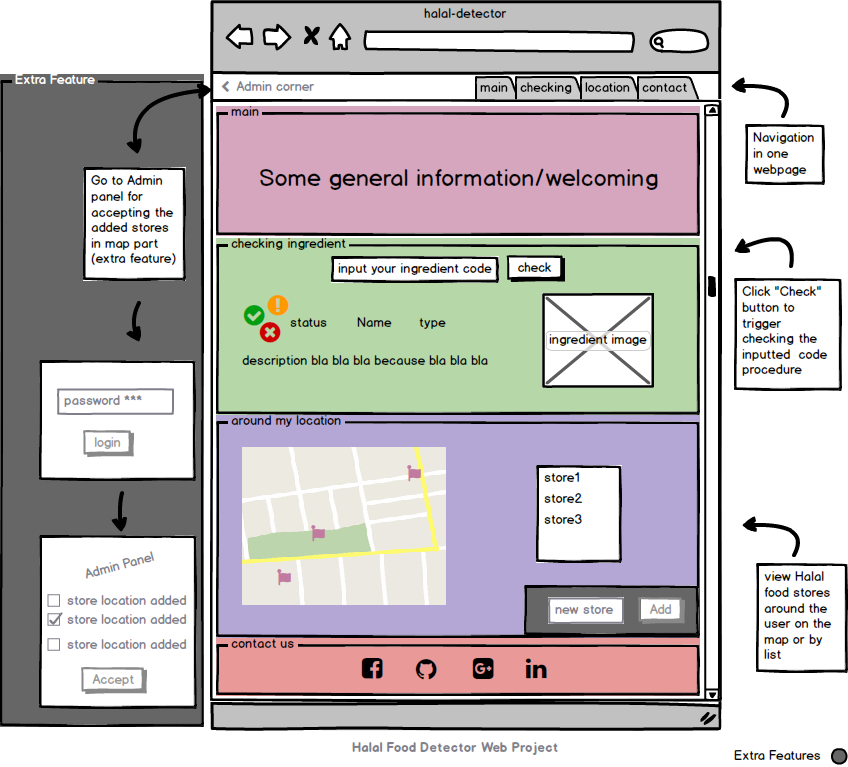 halal-detector
Extra Feature
Admin corner
main
checking
location
contact
main
Some general information/welcoming
Navigation
in one
webpage
Go to Admin
panel for
accepting the
added stores
in map part
(extra feature)
checking ingredient
input your ingredient code
check
status
Name
type
ingredient image
description bla bla bla because bla bla bla
Click "Check"
button to
trigger
checking the
inputted code
procedure
password ***
login
around my location
store1
store2
store3
new store
Add
view Halal
food stores
around the
user on the
map or by
list
Admin Panel
store location added
store location added
store location added
Accept
contact us
G+
in
Halal Food Detector Web Project
Extra Features